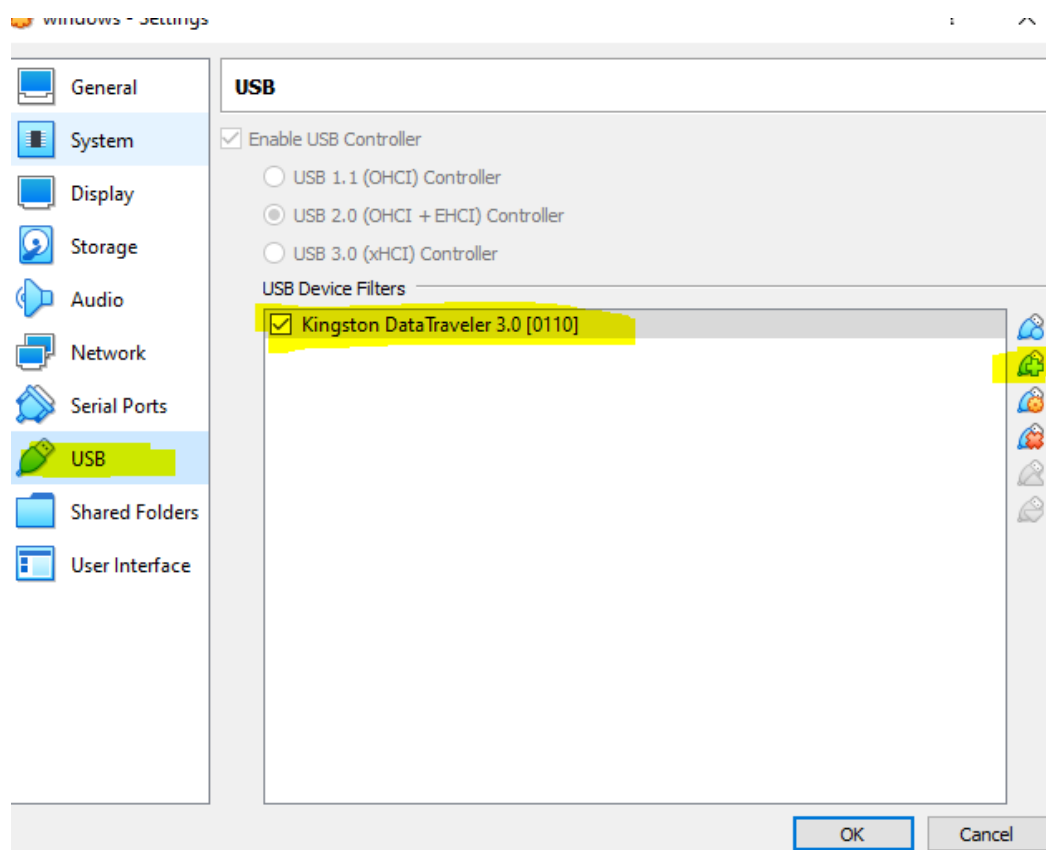 windows - Settings
General
System
Display
Storage
Audio
Network
Serial Ports
USB
Shared Folders
User Interface
USB
Enable USB Controller
USB 1.1 (OHCI) Controller
USB 2.0 (OHCI + EHCI) Controller
USB 3.0 (xHCI) Controller
USB Device Filters
Kingston DataTraveler 3.0 [0110]
OK
Cancel